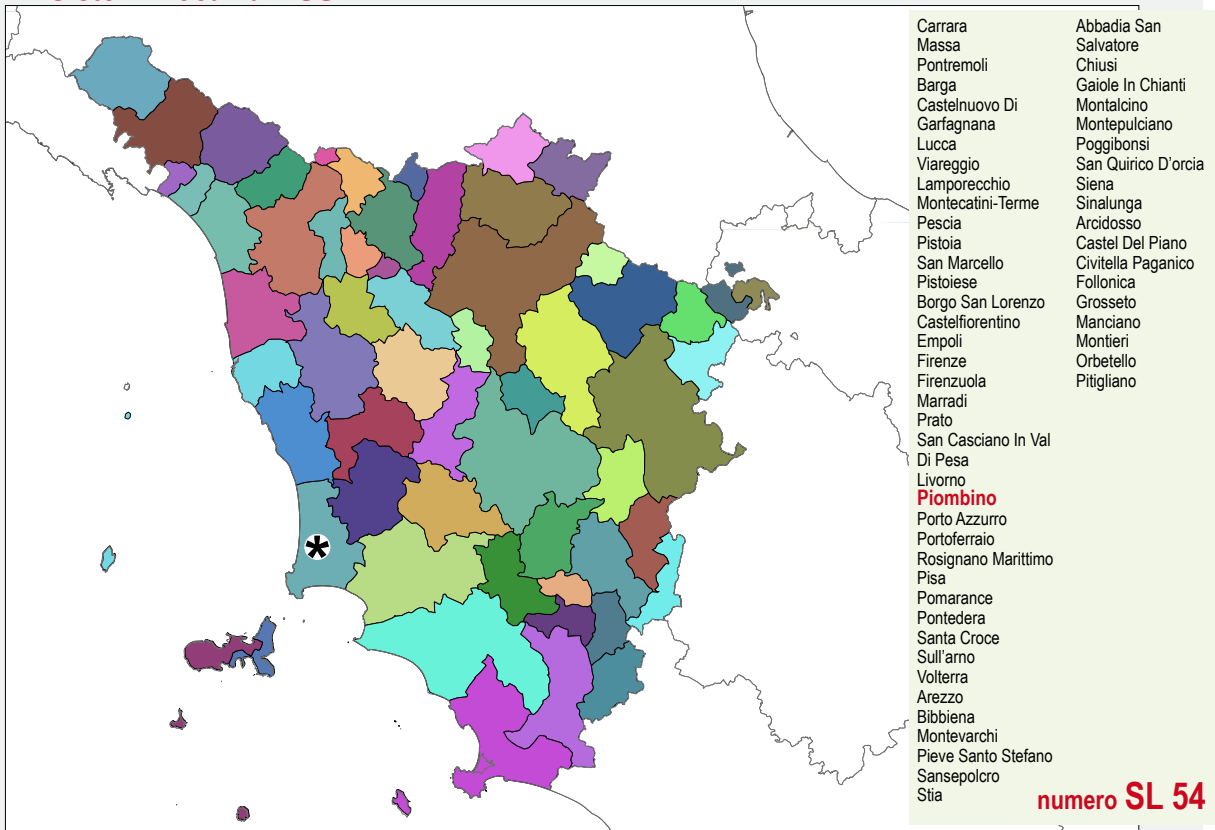 Carrara
Massa
Pontremoli
Barga
Castelnuovo Di
Garfagnana
Lucca
Viareggio
Lamporecchio
Montecatini-Terme
Pescia
Pistoia
San Marcello
Pistoiese
Borgo San Lorenzo
Castelfiorentino
Empoli
Firenze
Firenzuola
Marradi
Prato
San Casciano In Val
Di Pesa
Livorno
Piombino
Porto Azzurro
Portoferraio
Rosignano Marittimo
Pisa
Pomarance
Pontedera
Santa Croce
Sull'arno
Volterra
Arezzo
Bibbiena
Montevarchi
Pieve Santo Stefano
Sansepolcro
Stia
Abbadia San
Salvatore
Chiusi
Gaiole In Chianti
Montalcino
Montepulciano
Poggibonsi
San Quirico D'orcia
Siena
Sinalunga
Arcidosso
Castel Del Piano
Civitella Paganico
Follonica
Grosseto
Manciano
Montieri
Orbetello
Pitigliano
numero SL 54